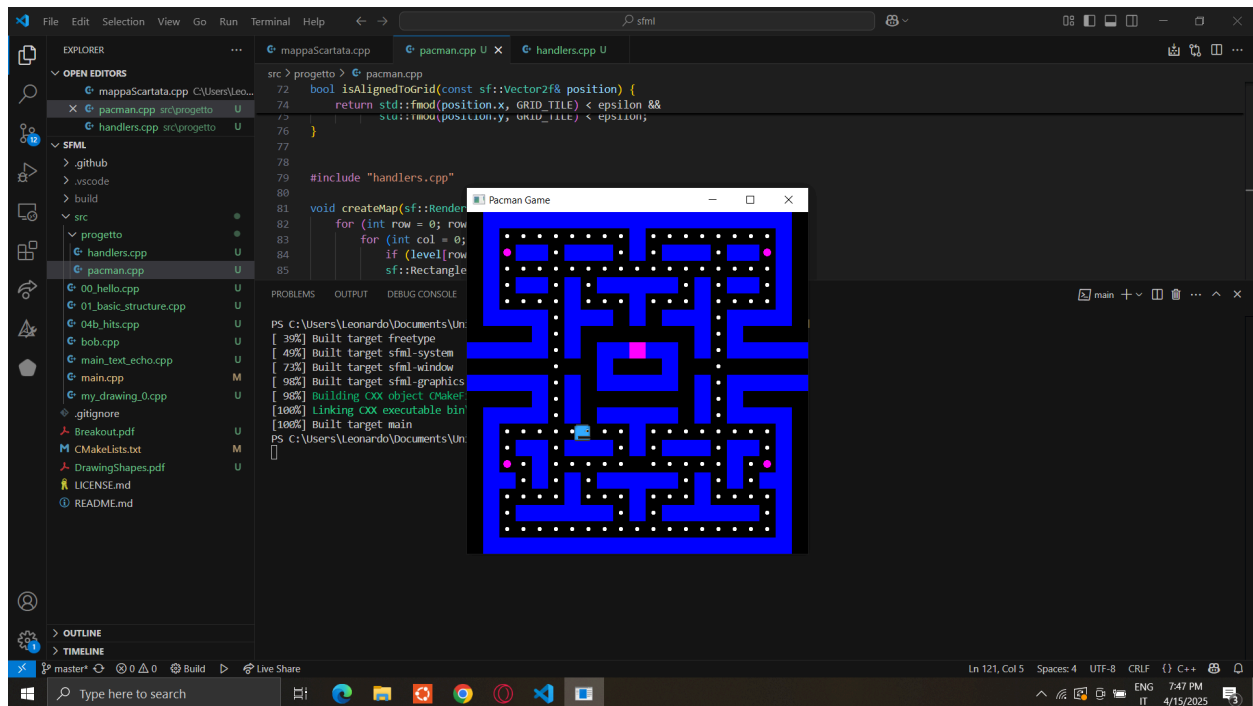 File Edit Selection View Go Run Terminal Help
sfml
EXPLORER
OPEN EDITORS
mappaScartata.cpp C:\Users\Leo...
pacman.cpp src\progetto U
handlers.cpp src\progetto U
12
SFML
.github
.vscode
build
src
progetto
handlers.cpp U
pacman.cpp U
00_hello.cpp U
01_basic_structure.cpp U
04b_hits.cpp U
bob.cpp U
main_text_echo.cpp U
main.cpp M
my_drawing_0.cpp U
.gitignore
Breakout.pdf U
CMakeLists.txt M
DrawingShapes.pdf U
LICENSE.md
README.md
OUTLINE
TIMELINE
1
mappaScartata.cpp
pacman.cpp U
handlers.cpp U
src > progetto > pacman.cpp
72 bool isAlignedToGrid(const sf::Vector2f& position) {
74 return std::fmod(position.x, GRID_TILE) < epsilon &&
75 std::fmod(position.y, GRID_TILE) < epsilon;
76 }
77
78
79 #include "handlers.cpp"
80
81 void createMap(sf::Render
82 for (int row = 0; row
83 for (int col = 0;
84 if (level[row
85 sf::Rectangle
Pacman Game
PROBLEMS OUTPUT DEBUG CONSOLE
main
PS C:\Users\Leonardo\Documents\Un
[ 39%] Built target freetype
[ 49%] Built target sfml-system
[ 73%] Built target sfml-window
[ 98%] Built target sfml-graphics
[ 98%] Building CXX object CMakeF
[100%] Linking CXX executable bin
[100%] Built target main
PS C:\Users\Leonardo\Documents\Un
master* 0 0 Build Live Share
Ln 121, Col 5 Spaces: 4 UTF-8 CRLF {} C++
Type here to search
ENG
IT
7:47 PM
4/15/2025
3